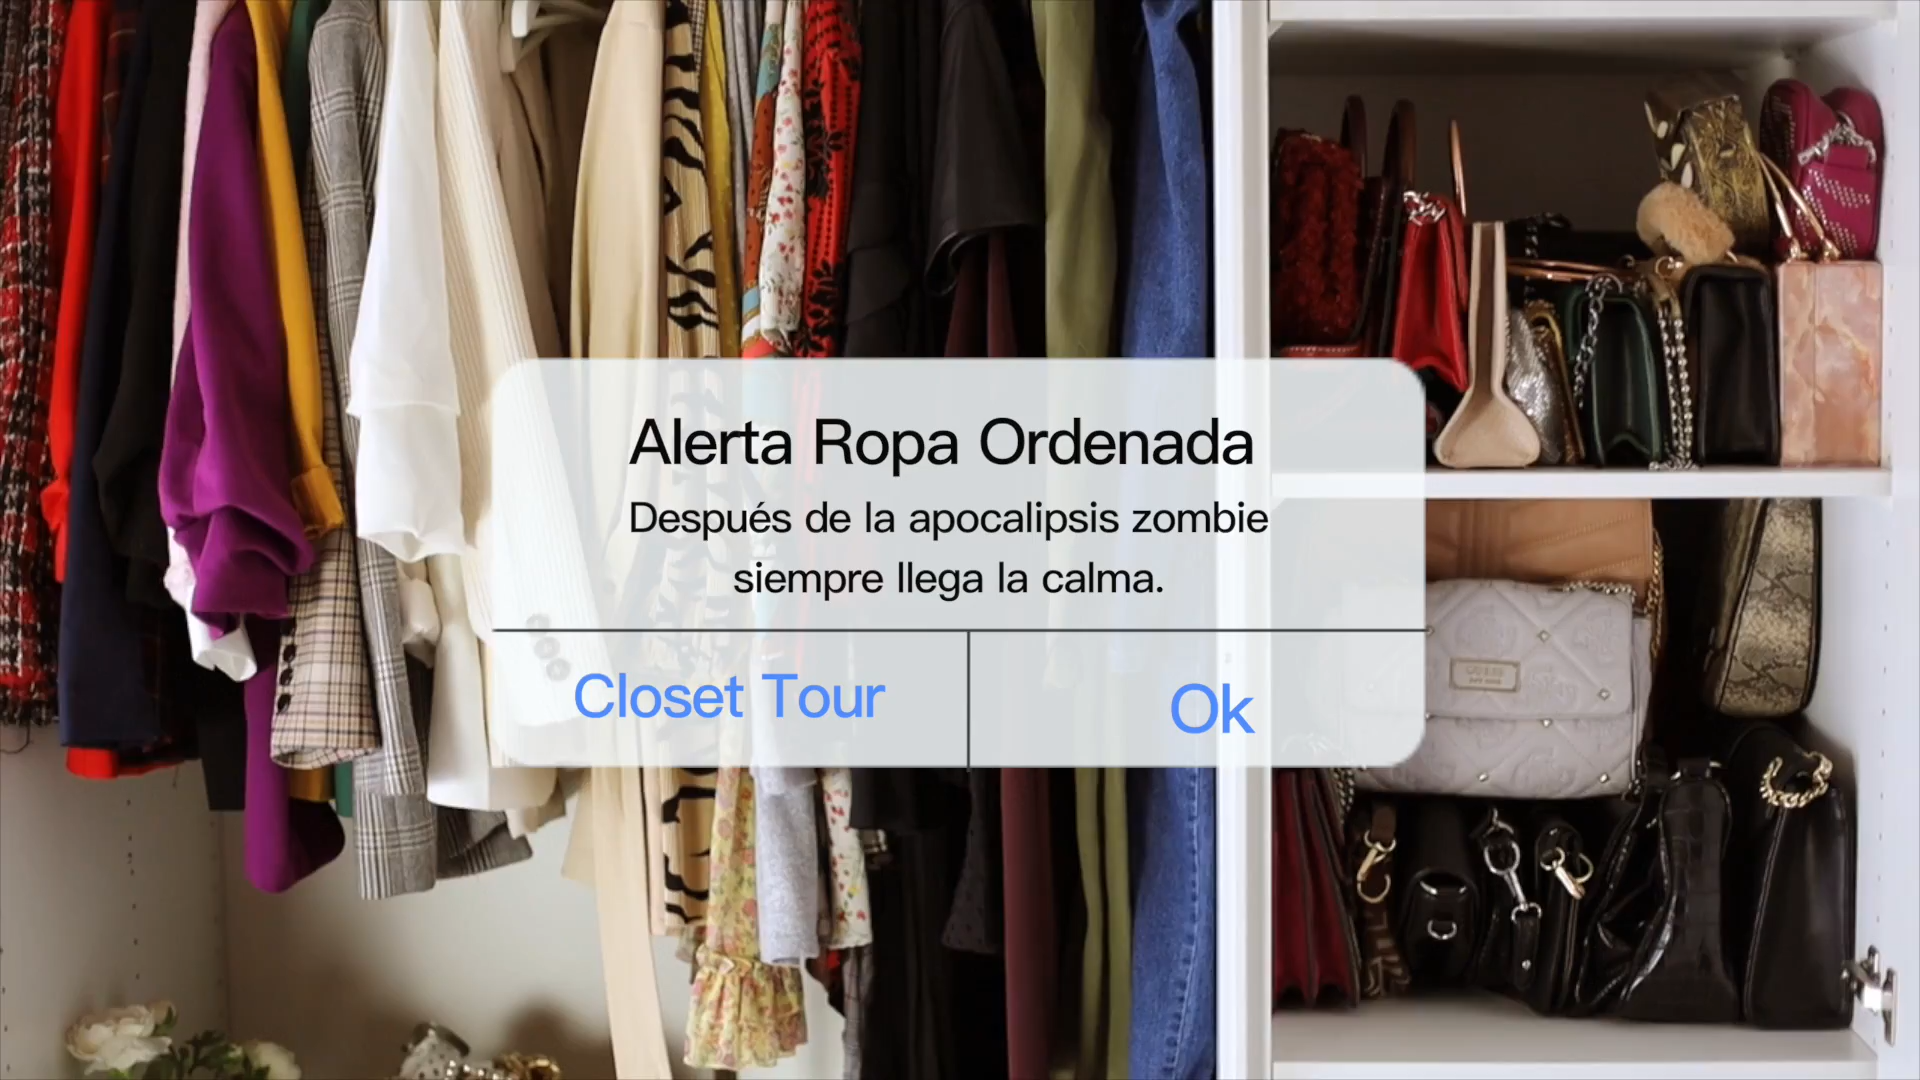 Alerta Ropa Ordenada
Después de la apocalipsis zombie
siempre llega la calma.
Closet Tour
Ok